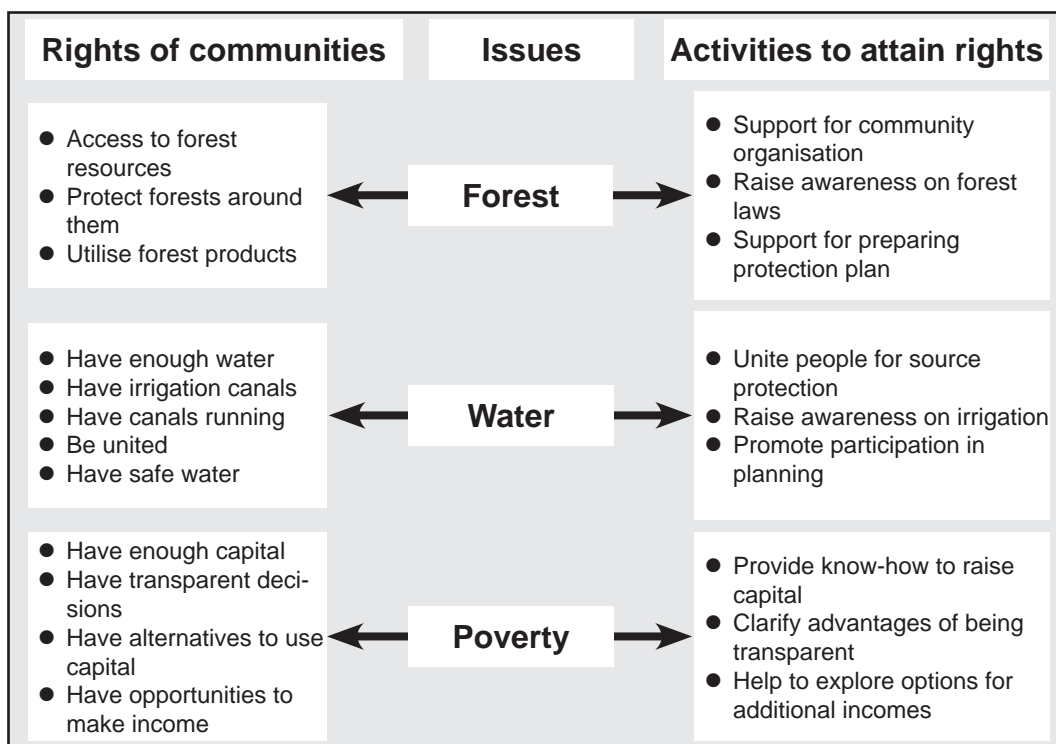 Rights of communities
Issues
Activities to attain rights
● Access to forest
resources
● Protect forests around
them
● Utilise forest products
Forest
● Support for community
organisation
● Raise awareness on forest
laws
● Support for preparing
protection plan
● Have enough water
● Have irrigation canals
● Have canals running
● Be united
● Have safe water
Water
● Unite people for source
protection
● Raise awareness on irrigation
● Promote participation in
planning
● Have enough capital
● Have transparent deci-
sions
● Have alternatives to use
capital
● Have opportunities to
make income
Poverty
● Provide know-how to raise
capital
● Clarify advantages of being
transparent
● Help to explore options for
additional incomes